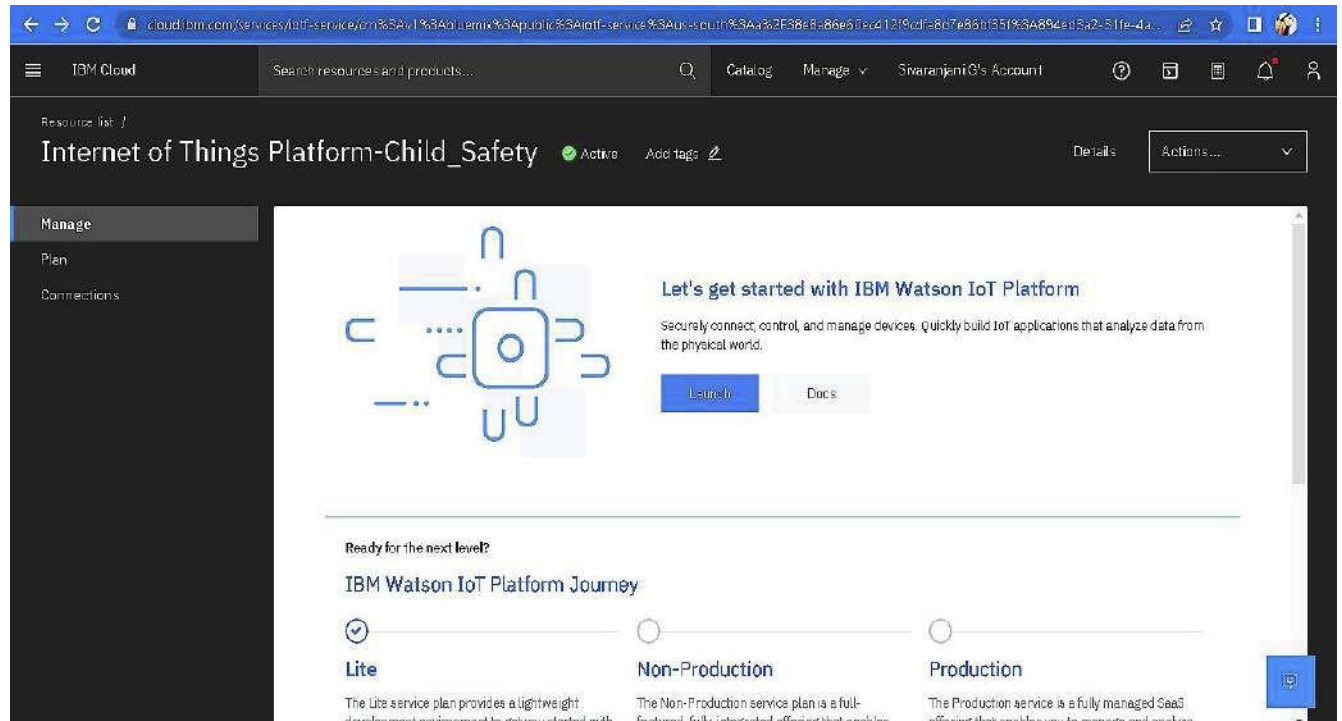 IBM Cloud
Search resources and products...
Catalog
Manage
Sivaranjani G's Account
Resource list /
Internet of Things Platform-Child_Safety
Active
Add tags
Details
Actions...
Manage
Plan
Connections
Let's get started with IBM Watson IoT Platform
Securely connect, control, and manage devices. Quickly build IoT applications that analyze data from
the physical world.
Launch
Docs
Ready for the next level?
IBM Watson IoT Platform Journey
Lite
Non-Production
Production
The Lite service plan provides a lightweight
The Non-Production service plan is a full-
The Production service is a fully managed SaaS